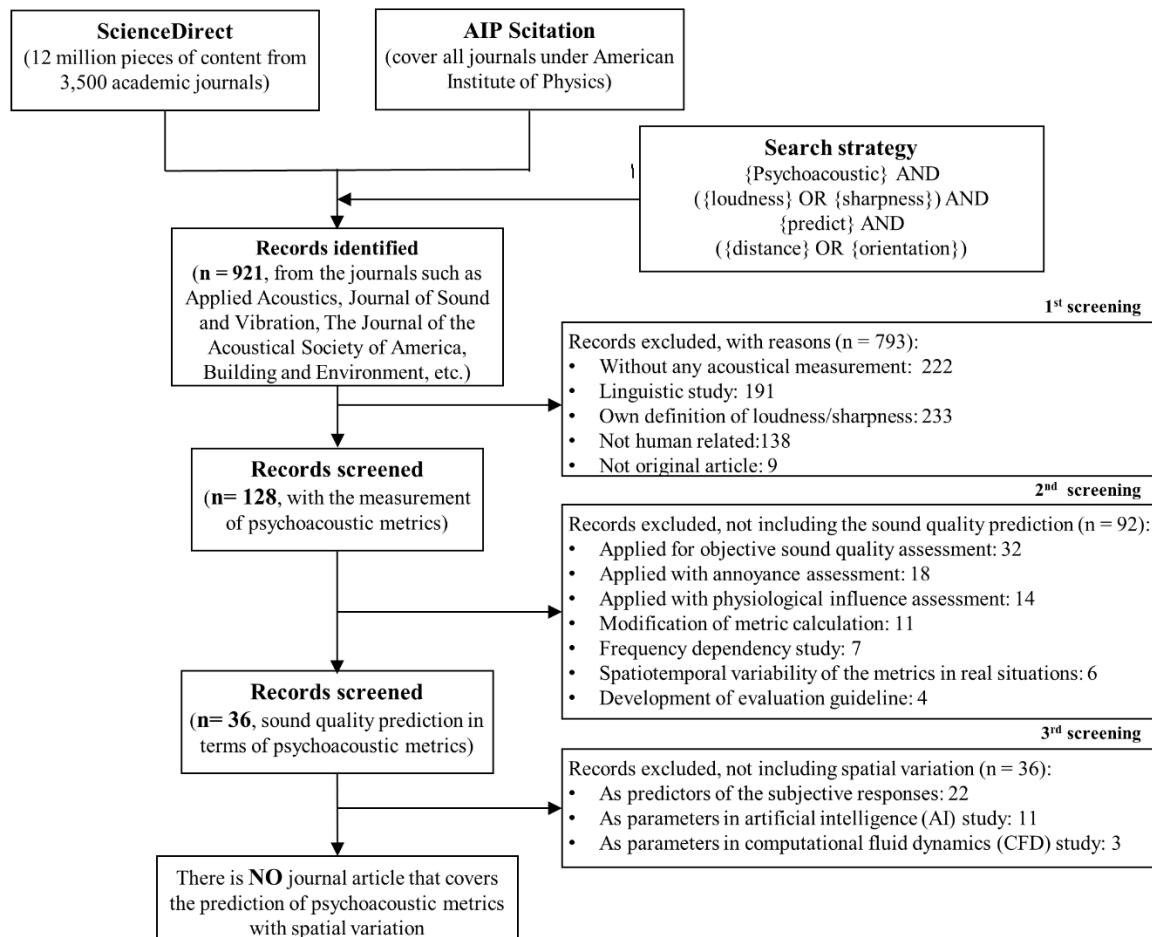 ScienceDirect
(12 million pieces of content from
3,500 academic journals)
AIP Scitation
(cover all journals under American
Institute of Physics)
Search strategy
{Psychoacoustic} AND
({loudness} OR {sharpness}) AND
{predict} AND
({distance} OR {orientation})
Records identified
(n = 921, from the journals such as
Applied Acoustics, Journal of Sound
and Vibration, The Journal of the
Acoustical Society of America,
Building and Environment, etc.)
1st screening
Records excluded, with reasons (n = 793):
• Without any acoustical measurement: 222
• Linguistic study: 191
• Own definition of loudness/sharpness: 233
• Not human related:138
• Not original article: 9
Records screened
(n= 128, with the measurement
of psychoacoustic metrics)
2nd screening
Records excluded, not including the sound quality prediction (n = 92):
• Applied for objective sound quality assessment: 32
• Applied with annoyance assessment: 18
• Applied with physiological influence assessment: 14
• Modification of metric calculation: 11
• Frequency dependency study: 7
• Spatiotemporal variability of the metrics in real situations: 6
• Development of evaluation guideline: 4
Records screened
(n= 36, sound quality prediction in
terms of psychoacoustic metrics)
3rd screening
Records excluded, not including spatial variation (n = 36):
• As predictors of the subjective responses: 22
• As parameters in artificial intelligence (AI) study: 11
• As parameters in computational fluid dynamics (CFD) study: 3
There is NO journal article that covers
the prediction of psychoacoustic metrics
with spatial variation